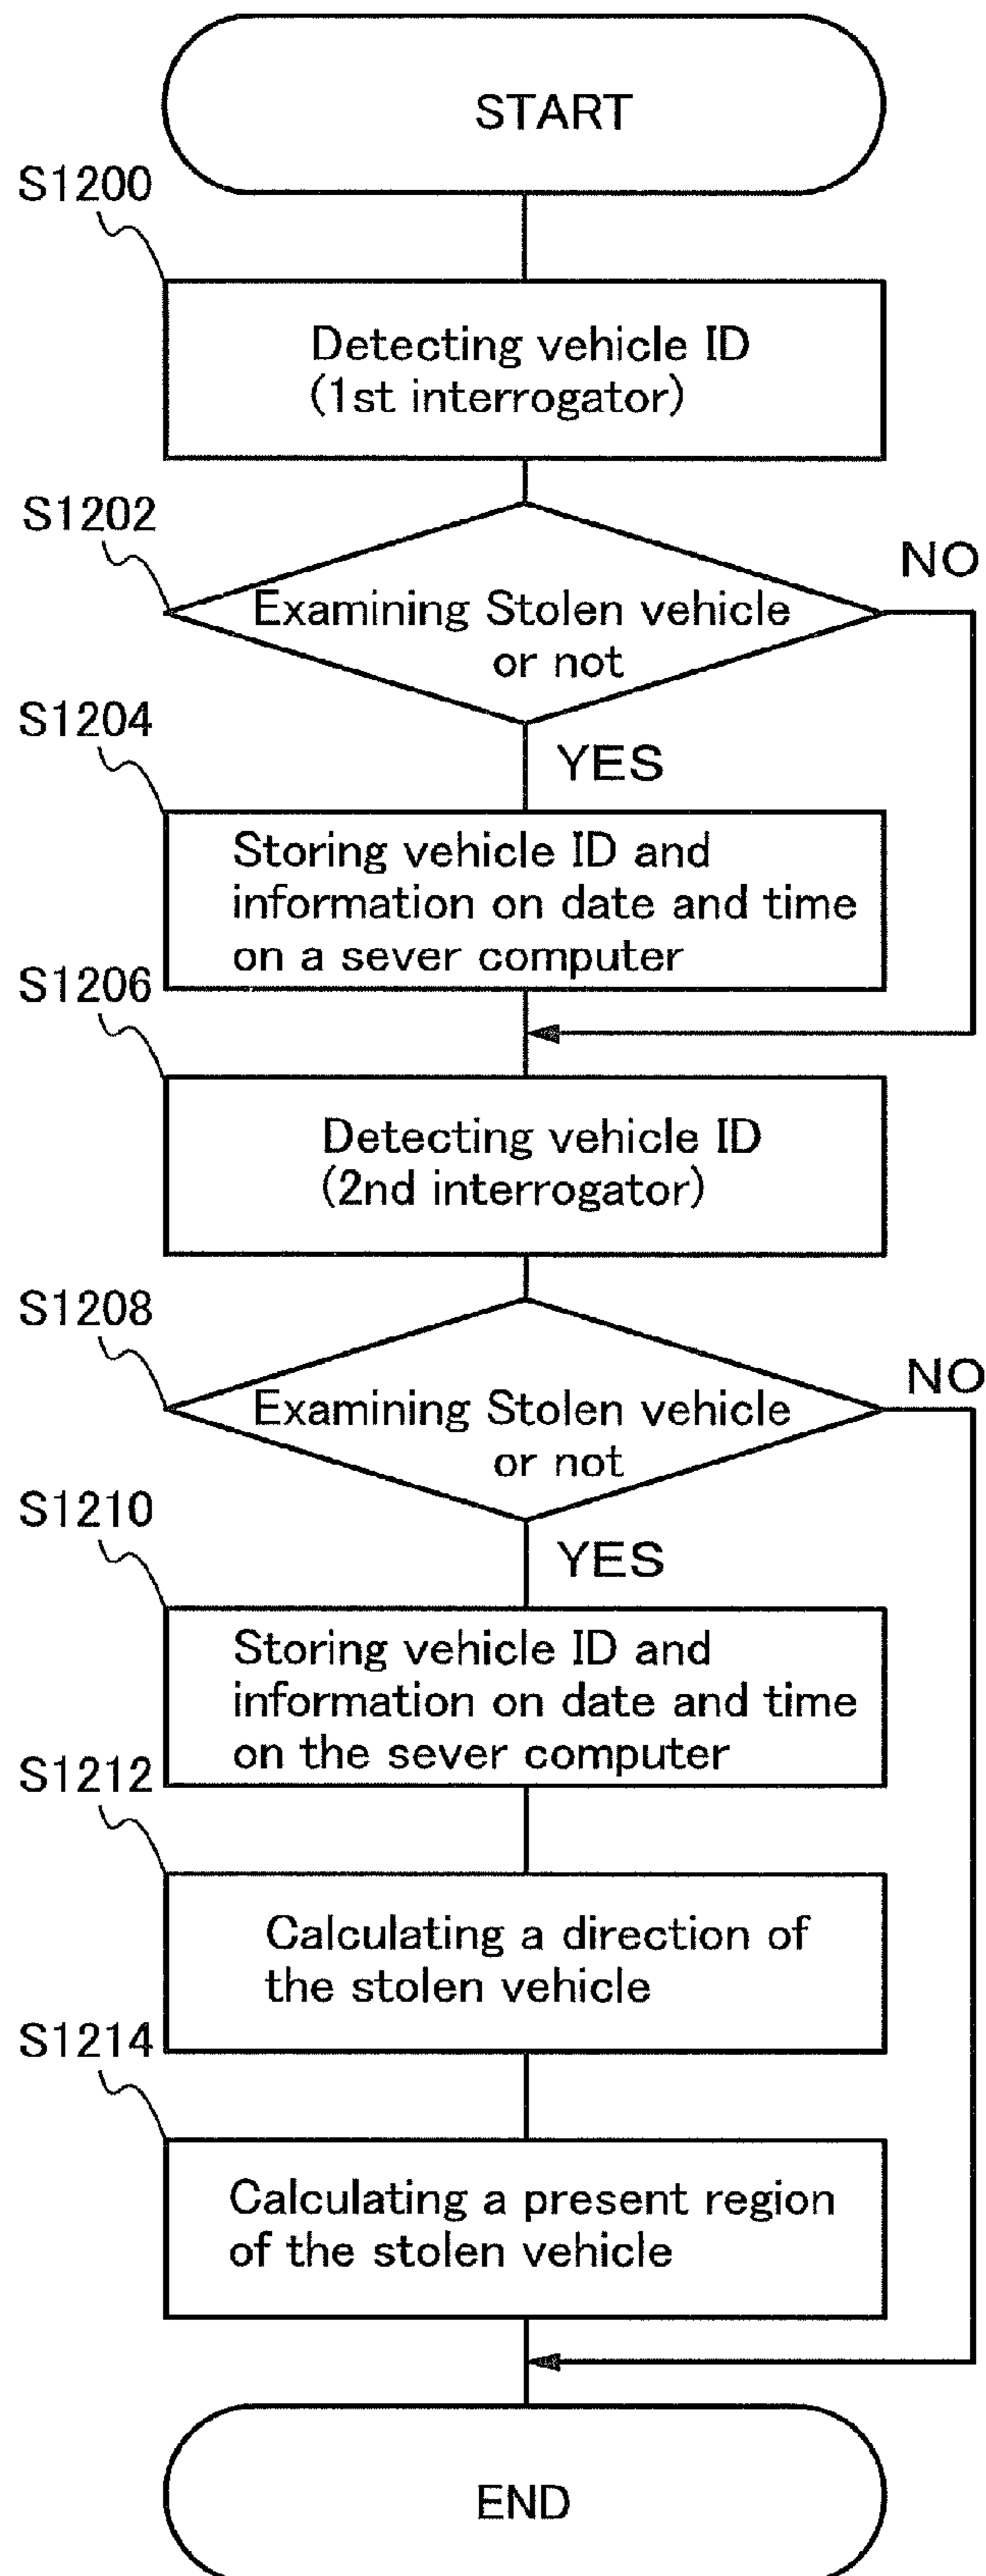 START
S1200
Detecting vehicle ID
(1st interrogator)
S1202
NO
Examining Stolen vehicle
or not
S1204
YES
Storing vehicle ID and
information on date and time
on a sever computer
S1206
Detecting vehicle ID
(2nd interrogator)
S1208
NO
Examining Stolen vehicle
or not
S1210
YES
Storing vehicle ID and
information on date and time
on the sever computer
S1212
Calculating a direction of
the stolen vehicle
S1214
Calculating a present region
of the stolen vehicle
END